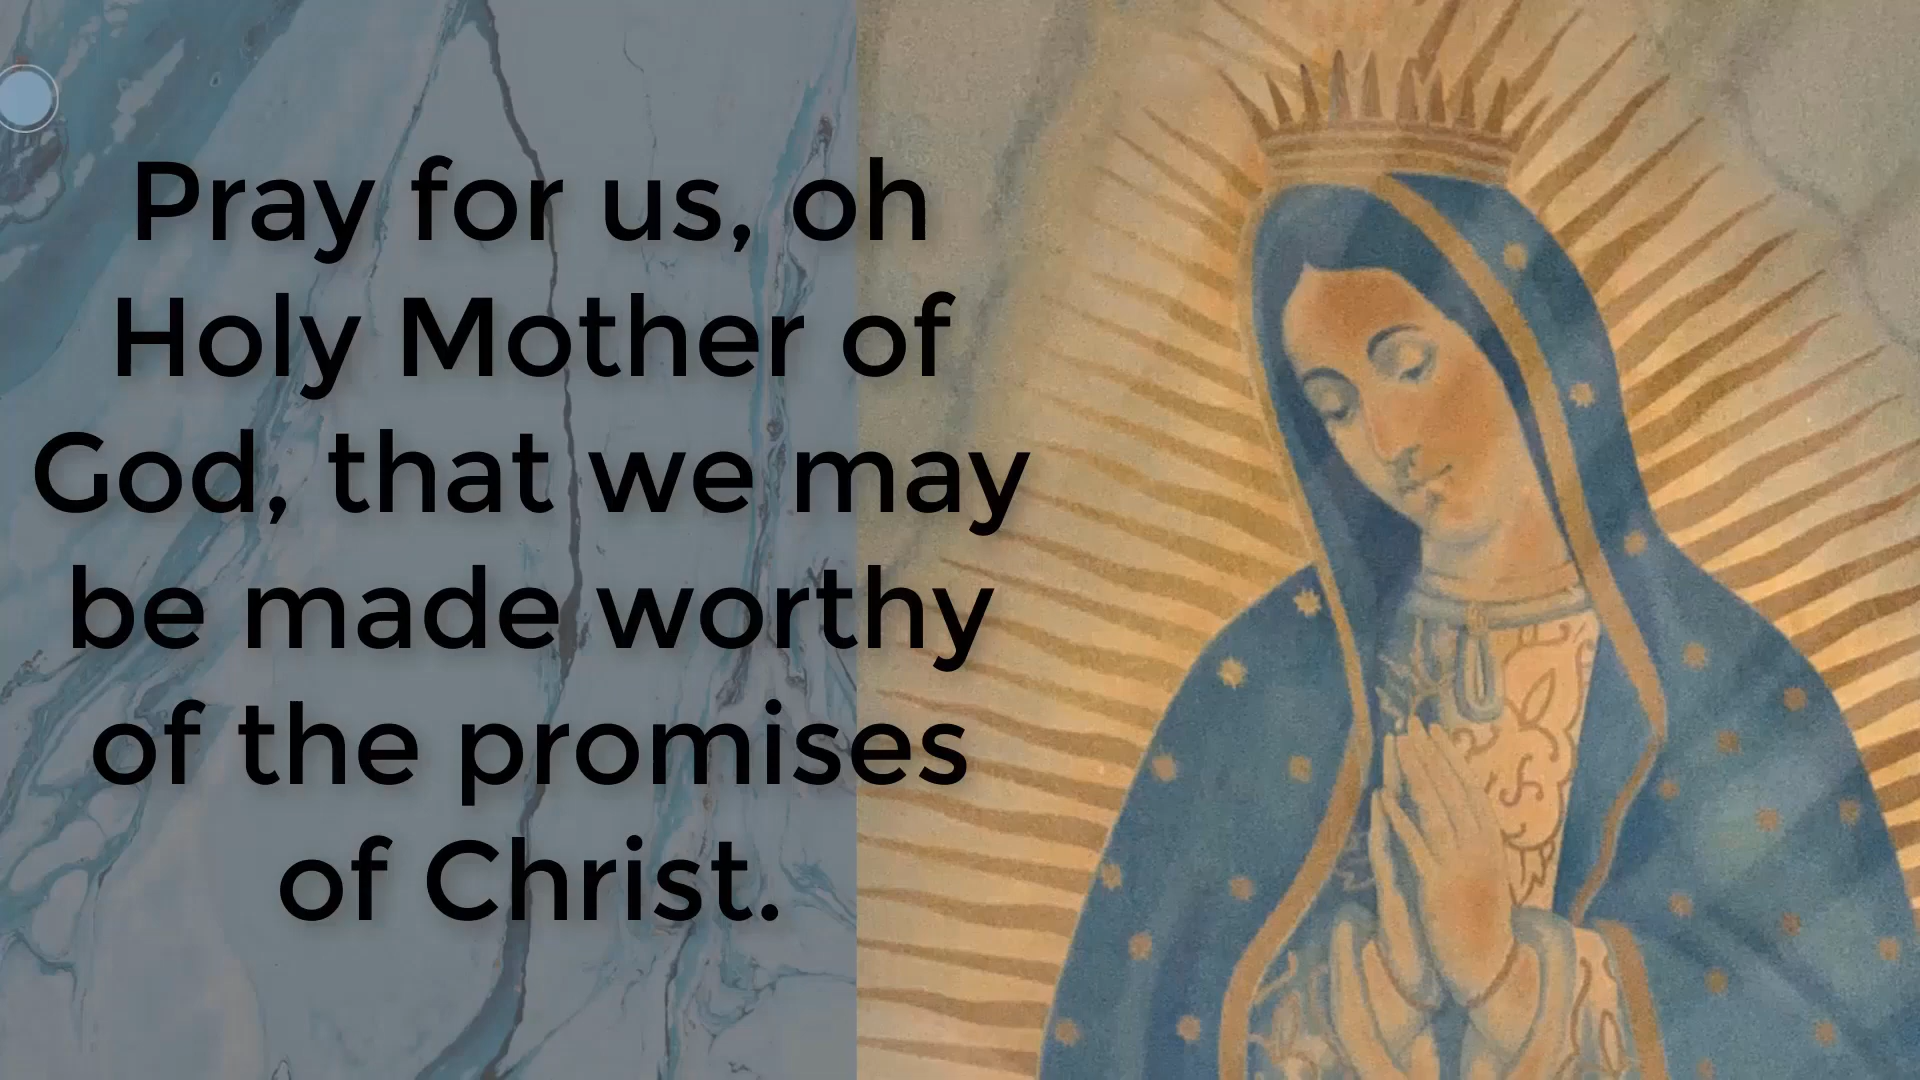 Pray for us, oh
Holy Mother of
God, that we may
be made worthy
of the promises
of Christ.